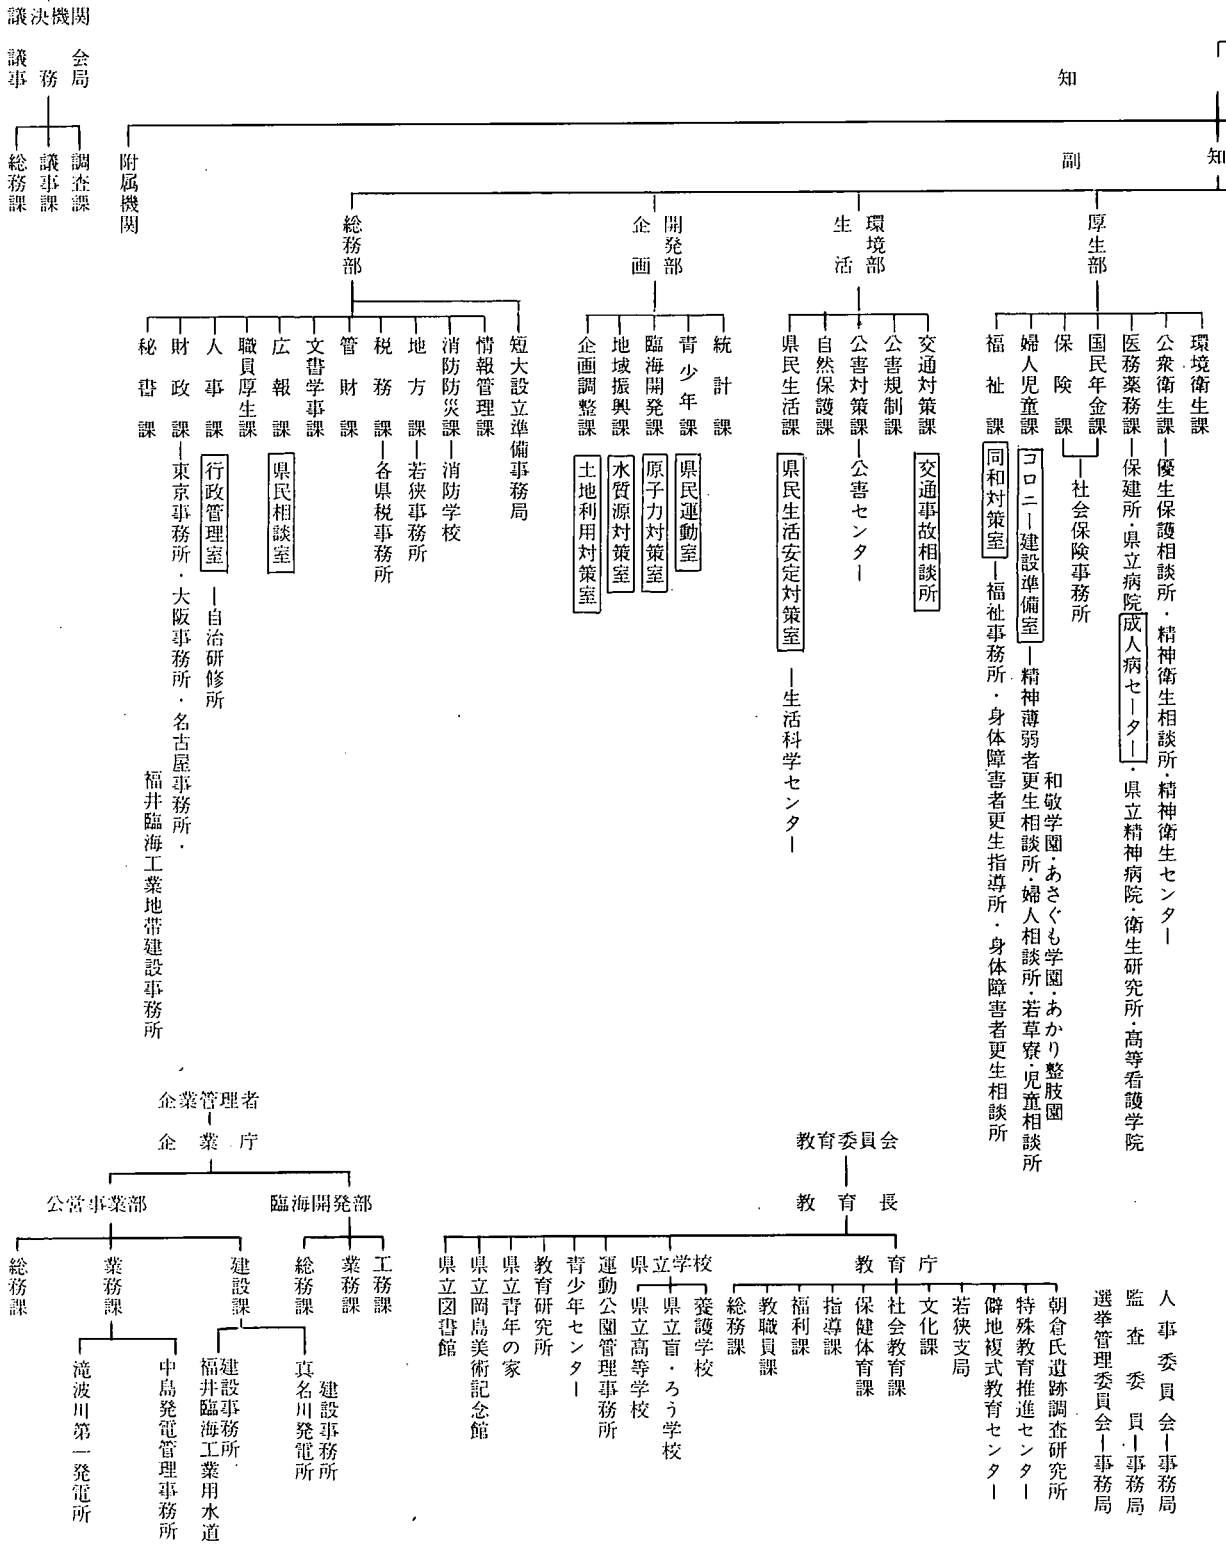 議決機関
議会
事務局
総務課
議事課
調査課
附属機関
知
副
知
総務部
企画
開発部
生活
環境部
厚生部
秘書課
財政課―東京事務所・大阪事務所・名古屋事務所・
福井臨海工業地帯建設事務所
人事課 行政管理室―自治研修所
職員厚生課
広報課 県民相談室
文書学事課
管財課
税務課―各県税事務所
地方課―若狭事務所
消防防災課―消防学校
情報管理課
短大設立準備事務局
企画調整課 土地利用対策室
地域振興課 水質源対策室
臨海開発課 原子力対策室
青少年課 県民運動室
統計課
県民生活課 県民生活安定対策室―生活科学センター
自然保護課
公害対策課―公害センター
公害規制課
交通対策課 交通事故相談所
福祉課 同和対策室―福祉事務所・身体障害者更生指導所・身体障害者更生相談所
婦人児童課 コロニー建設準備室―精神薄弱者更生相談所・婦人相談所・若草寮・児童相談所
和敬学園・あさぐも学園・あかり整肢園
保険課
国民年金課
社会保険事務所
医務薬務課―保健所・県立病院成人病センター・県立精神病院・衛生研究所・高等看護学院
公衆衛生課―優生保護相談所・精神衛生相談所・精神衛生センター
環境衛生課
企業管理者
企業庁
公営事業部
臨海開発部
総務課
業務課
建設課
滝波川第一発電所
中島発電管理事務所
福井臨海工業用水道
建設事務所
真名川発電所
建設事務所
総務課
業務課
工務課
教育委員会
教育長
県立図書館
県立岡島美術記念館
県立青年の家
教育研究所
青少年センター
運動公園管理事務所
県立学校
県立高等学校
県立盲・ろう学校
養護学校
教育庁
総務課
教職員課
福利課
指導課
保健体育課
社会教育課
文化課
若狭支局
僻地複式教育センター
特殊教育推進センター
朝倉氏遺跡調査研究所
選挙管理委員会―事務局
監査委員―事務局
人事委員会―事務局